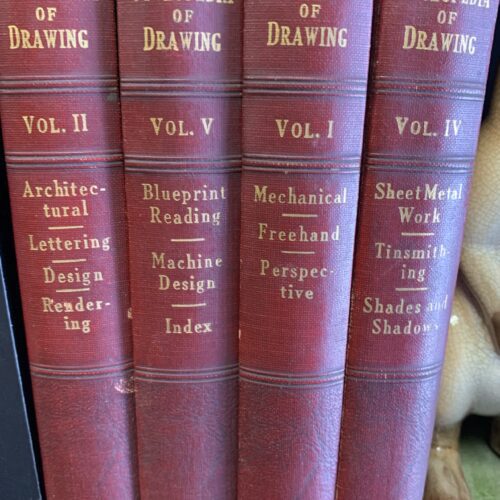 OF
DRAWING
VOL. II
Architec-
tural
Lettering
Design
Render-
ing
OF
DRAWING
VOL. V
Blueprint
Reading
Machine
Design
Index
OF
DRAWING
VOL. I
Mechanical
Freehand
Perspec-
tive
OF
DRAWING
VOL. IV
Sheet Metal
Work
Tinsmith-
ing
Shades and
Shadows